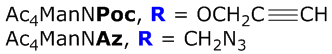 Ac₄ManNPoc, R = OCH₂C≡CH
Ac₄ManNAz, R = CH₂N₃